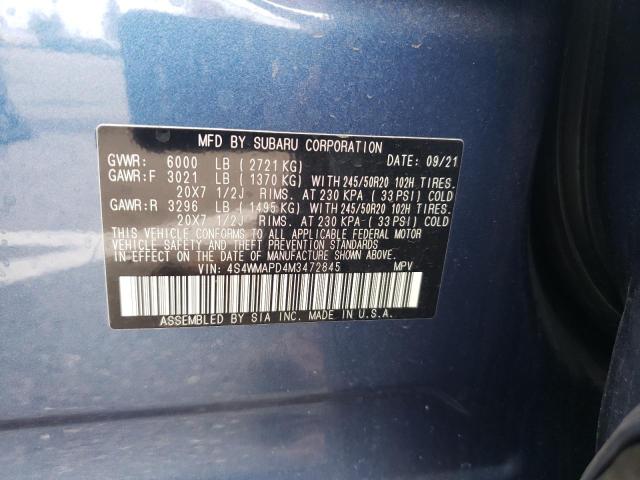 MFD BY SUBARU CORPORATION
GVWR: 6000 LB ( 2721 KG) DATE: 09/21
GAWR:F 3021 LB ( 1370 KG) WITH 245/50R20 102H TIRES.
20X7 1/2J RIMS. AT 230 KPA ( 33 PSI) COLD
GAWR:R 3296 LB ( 1495 KG) WITH 245/50R20 102H TIRES.
20X7 1/2J RIMS. AT 230 KPA ( 33 PSI) COLD
THIS VEHICLE CONFORMS TO ALL APPLICABLE FEDERAL MOTOR
VEHICLE SAFETY AND THEFT PREVENTION STANDARDS
IN EFFECT ON THE DATE OF MANUFACTURE SHOWN ABOVE.
VIN: 4S4WMAPD4M3472845 MPV
ASSEMBLED BY SIA INC. MADE IN U.S.A.